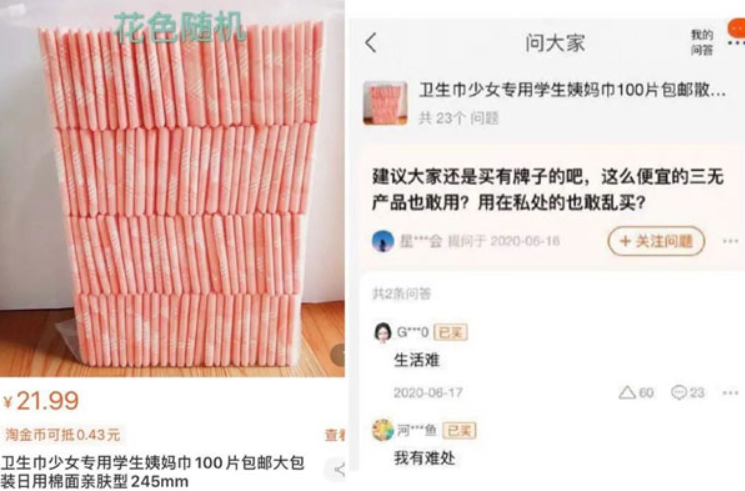 花色随机
¥21.99
淘金币可抵0.43元
查看
卫生巾少女专用学生姨妈巾100片包邮大包
装日用棉面亲肤型245mm
问大家
我的
问答
卫生巾少女专用学生姨妈巾100片包邮散...
共 23个 问题
建议大家还是买有牌子的吧，这么便宜的三无
产品也敢用？用在私处的也敢乱买？
星***会 提问于 2020-06-16
+ 关注问题
共2条问答
G***0 已买
生活难
2020-06-17
60
23
河***鱼 已买
我有难处